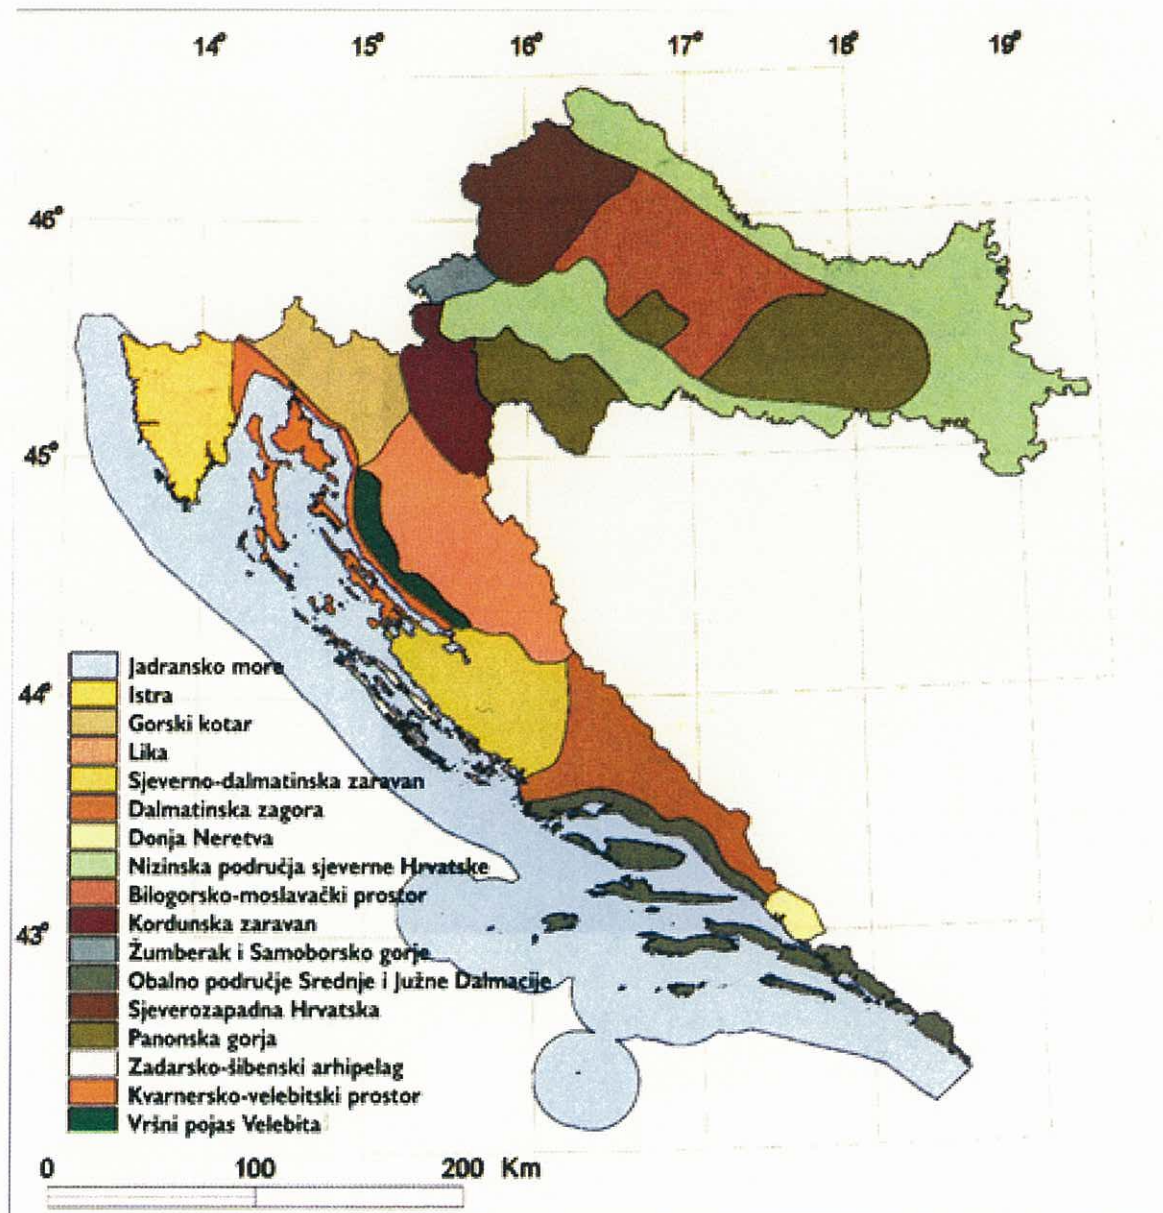 14° 15° 16° 17° 18° 19°
46°
45°
44°
43°
Jadransko more
Istra
Gorski kotar
Lika
Sjeverno-dalmatinska zaravan
Dalmatinska zagora
Donja Neretva
Nizinska područja sjeverne Hrvatske
Bilogorsko-moslavački prostor
Kordunska zaravan
Žumberak i Samoborsko gorje
Obalno područje Srednje i Južne Dalmacije
Sjeverozapadna Hrvatska
Panonska gorja
Zadarsko-šibenski arhipelag
Kvarnersko-velebitski prostor
Vršni pojas Velebita
0 100 200 Km